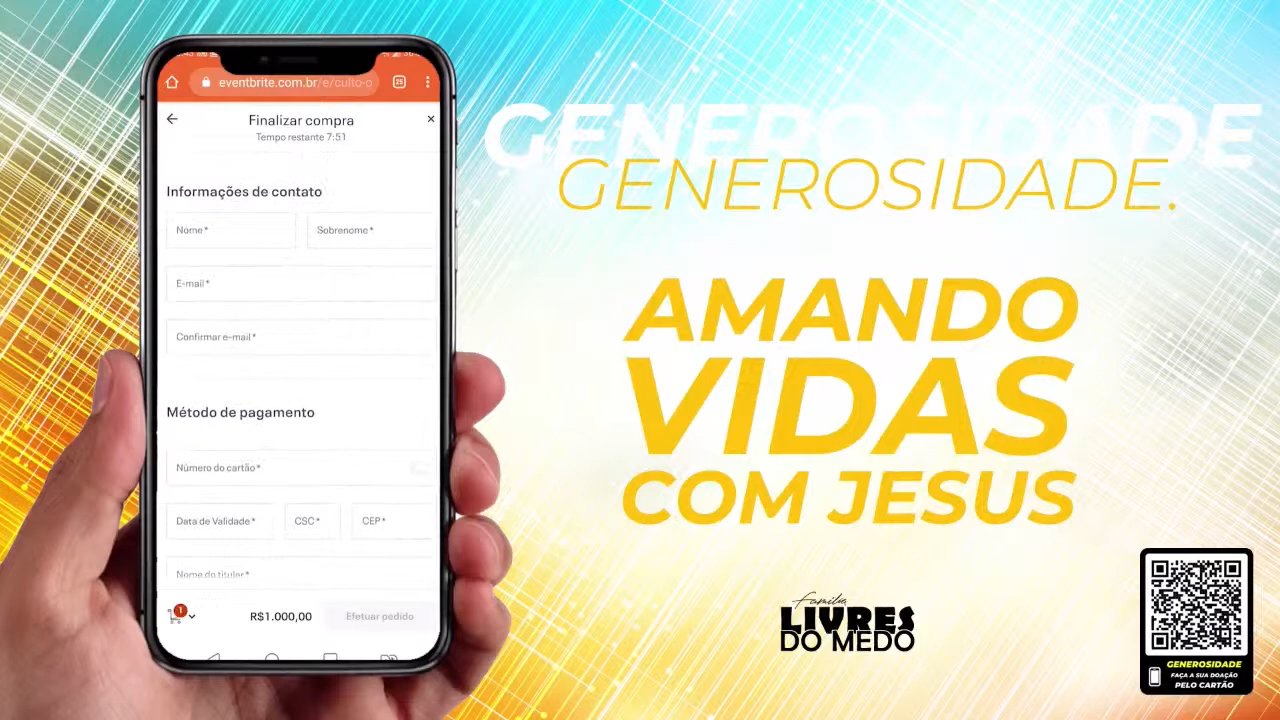 eventbrite.com.br/e/culto-o
25
Finalizar compra
Tempo restante 7:51
Informações de contato
Nome*
Sobrenome*
E-mail*
Confirmar e-mail*
Método de pagamento
Número do cartão*
Data de Validade*
CSC*
CEP*
Nome do titular*
1
R$1.000,00
Efetuar pedido
GENEROSIDADE
GENEROSIDADE.
AMANDO
VIDAS
COM JESUS
Família
LIVRES
DO MEDO
GENEROSIDADE
FAÇA A SUA DOAÇÃO
PELO CARTÃO